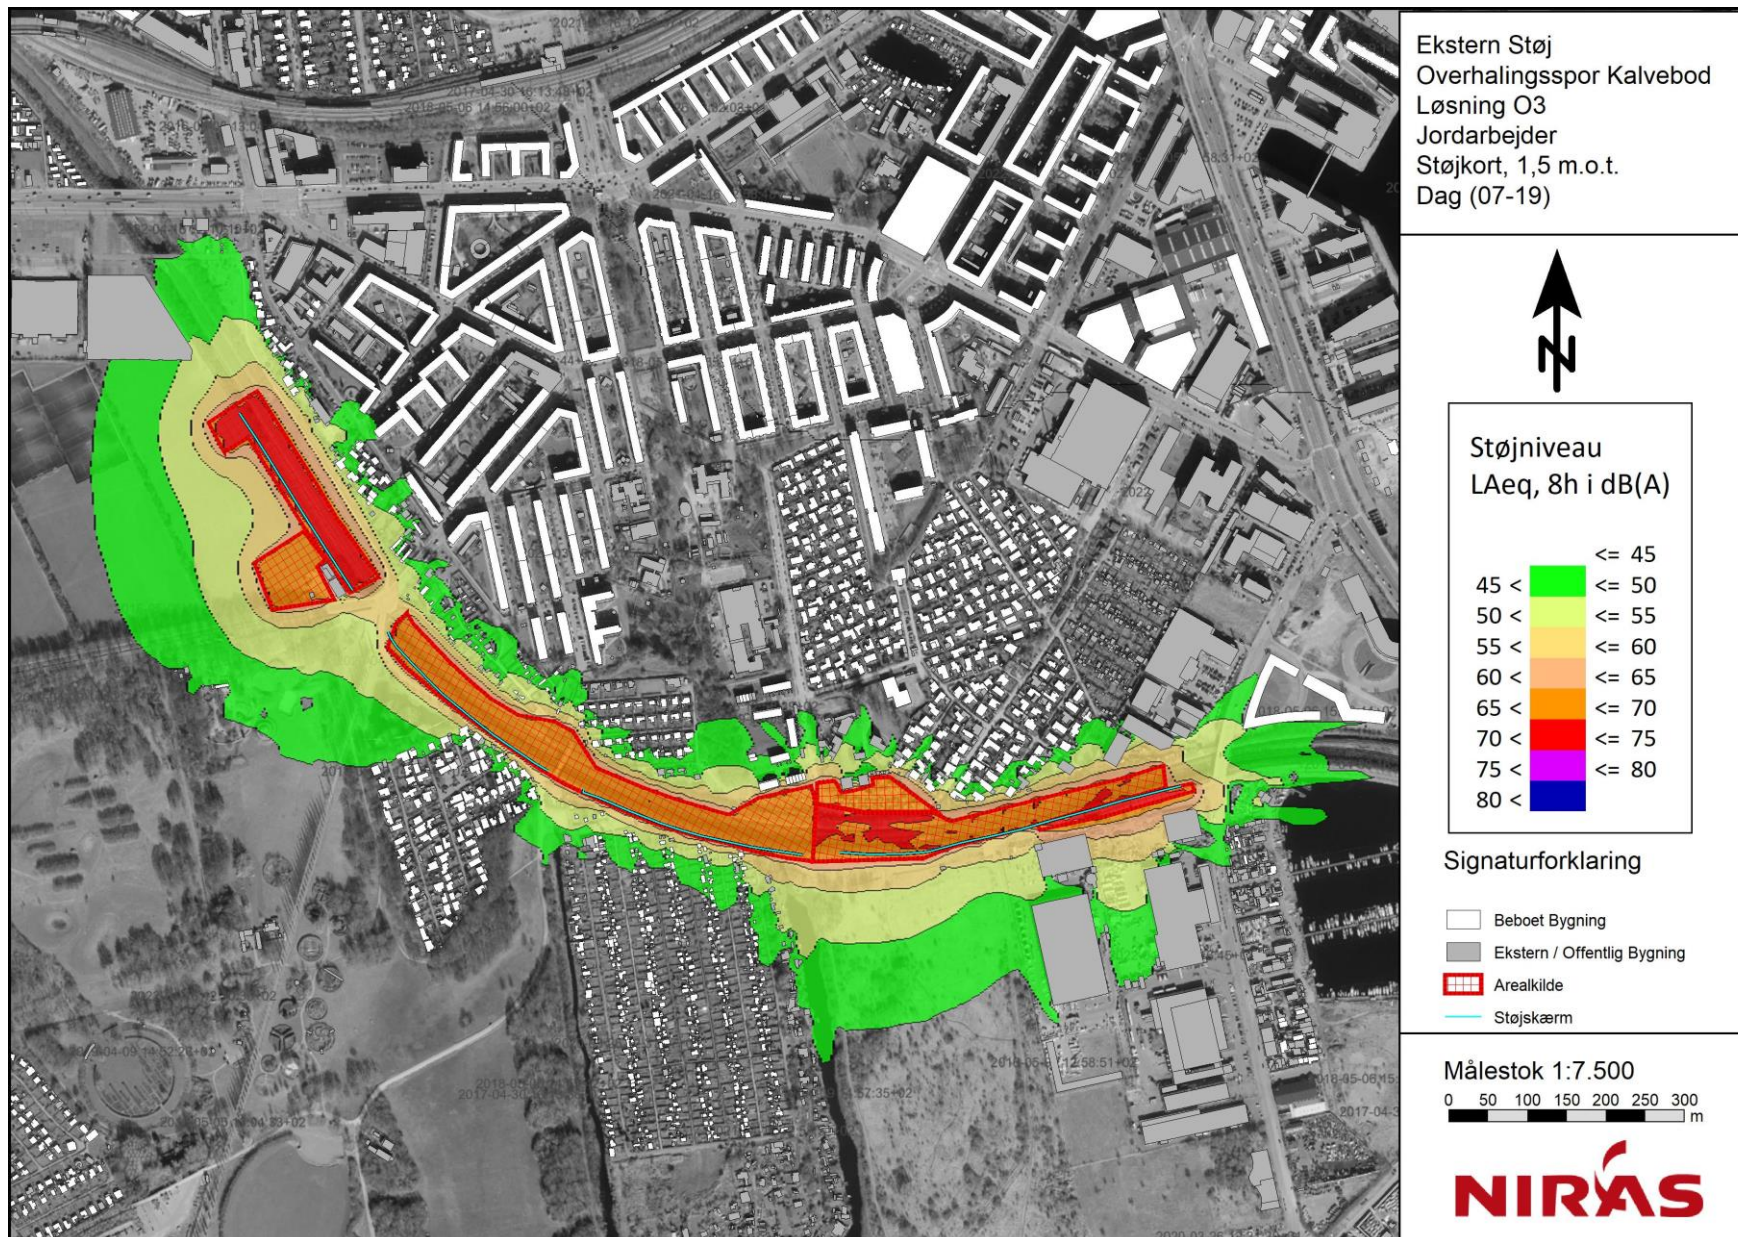 Ekstern Støj
Overhalingsspor Kalvebod
Løsning O3
Jordarbejder
Støjkort, 1,5 m.o.t.
Dag (07-19)
N
Støjniveau
LAeq, 8h i dB(A)
<= 45
45 < <= 50
50 < <= 55
55 < <= 60
60 < <= 65
65 < <= 70
70 < <= 75
75 < <= 80
80 <
Signaturforklaring
Beboet Bygning
Ekstern / Offentlig Bygning
Arealkilde
Støjskærm
Målestok 1:7.500
0 50 100 150 200 250 300
m
NIRAS